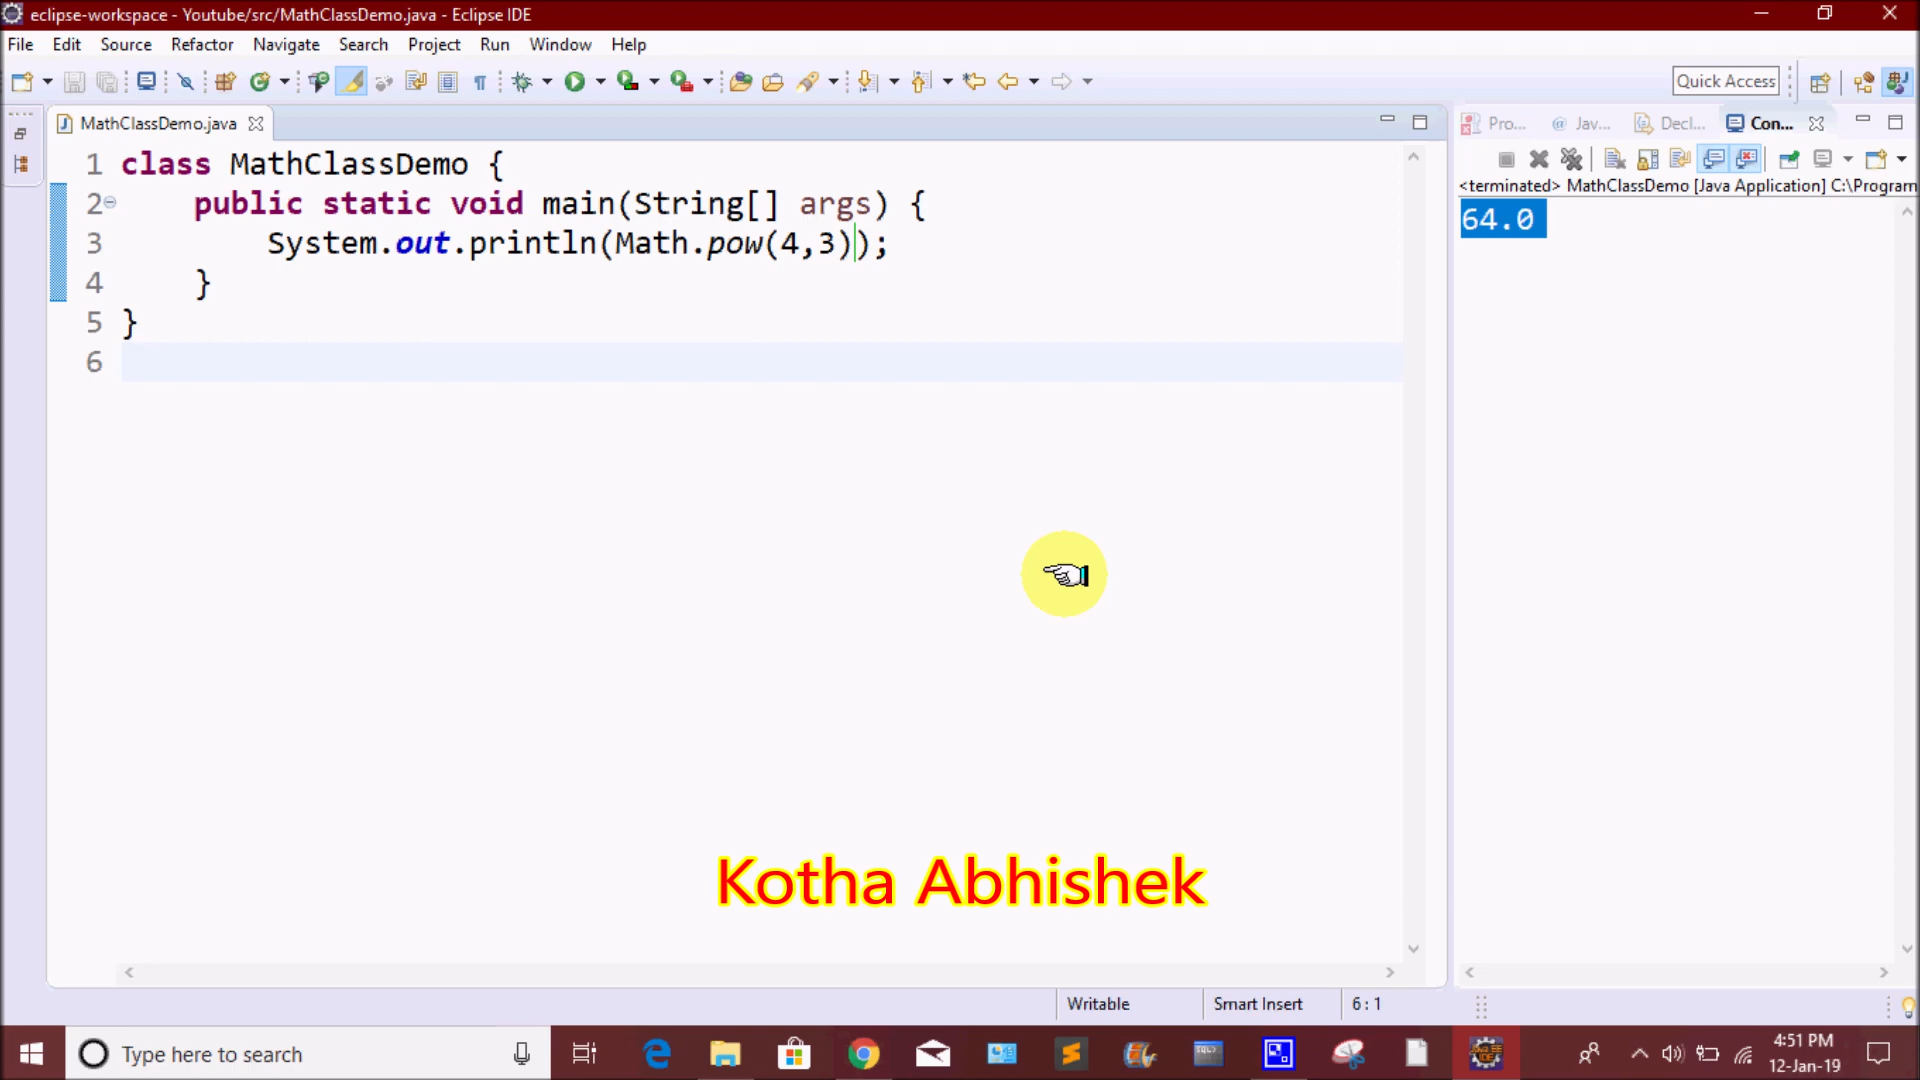 eclipse-workspace - Youtube/src/MathClassDemo.java - Eclipse IDE
File Edit Source Refactor Navigate Search Project Run Window Help
Quick Access
MathClassDemo.java
Pro... Jav... Decl... Con...
<terminated> MathClassDemo [Java Application] C:\Program
64.0
1 class MathClassDemo {
2 public static void main(String[] args) {
3 System.out.println(Math.pow(4,3));
4 }
5 }
6
Kotha Abhishek
Writable Smart Insert 6 : 1
Type here to search
4:51 PM
12-Jan-19